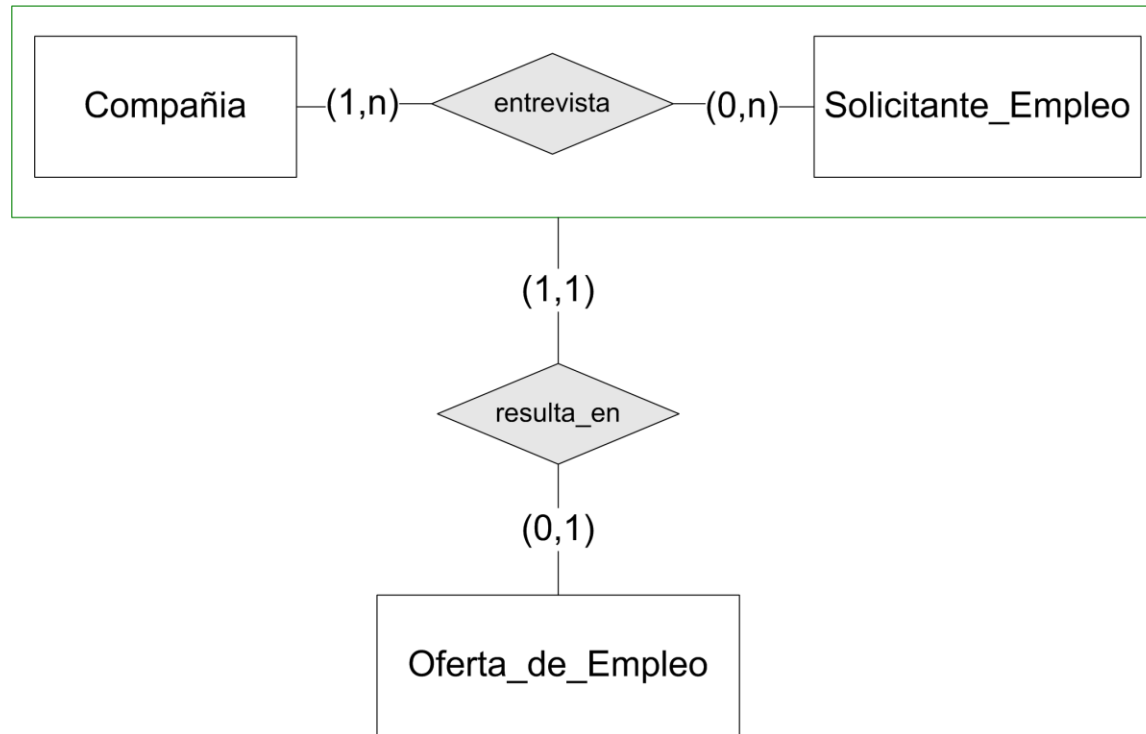 Compañia
(1,n)
entrevista
(0,n)
Solicitante_Empleo
(1,1)
resulta_en
(0,1)
Oferta_de_Empleo